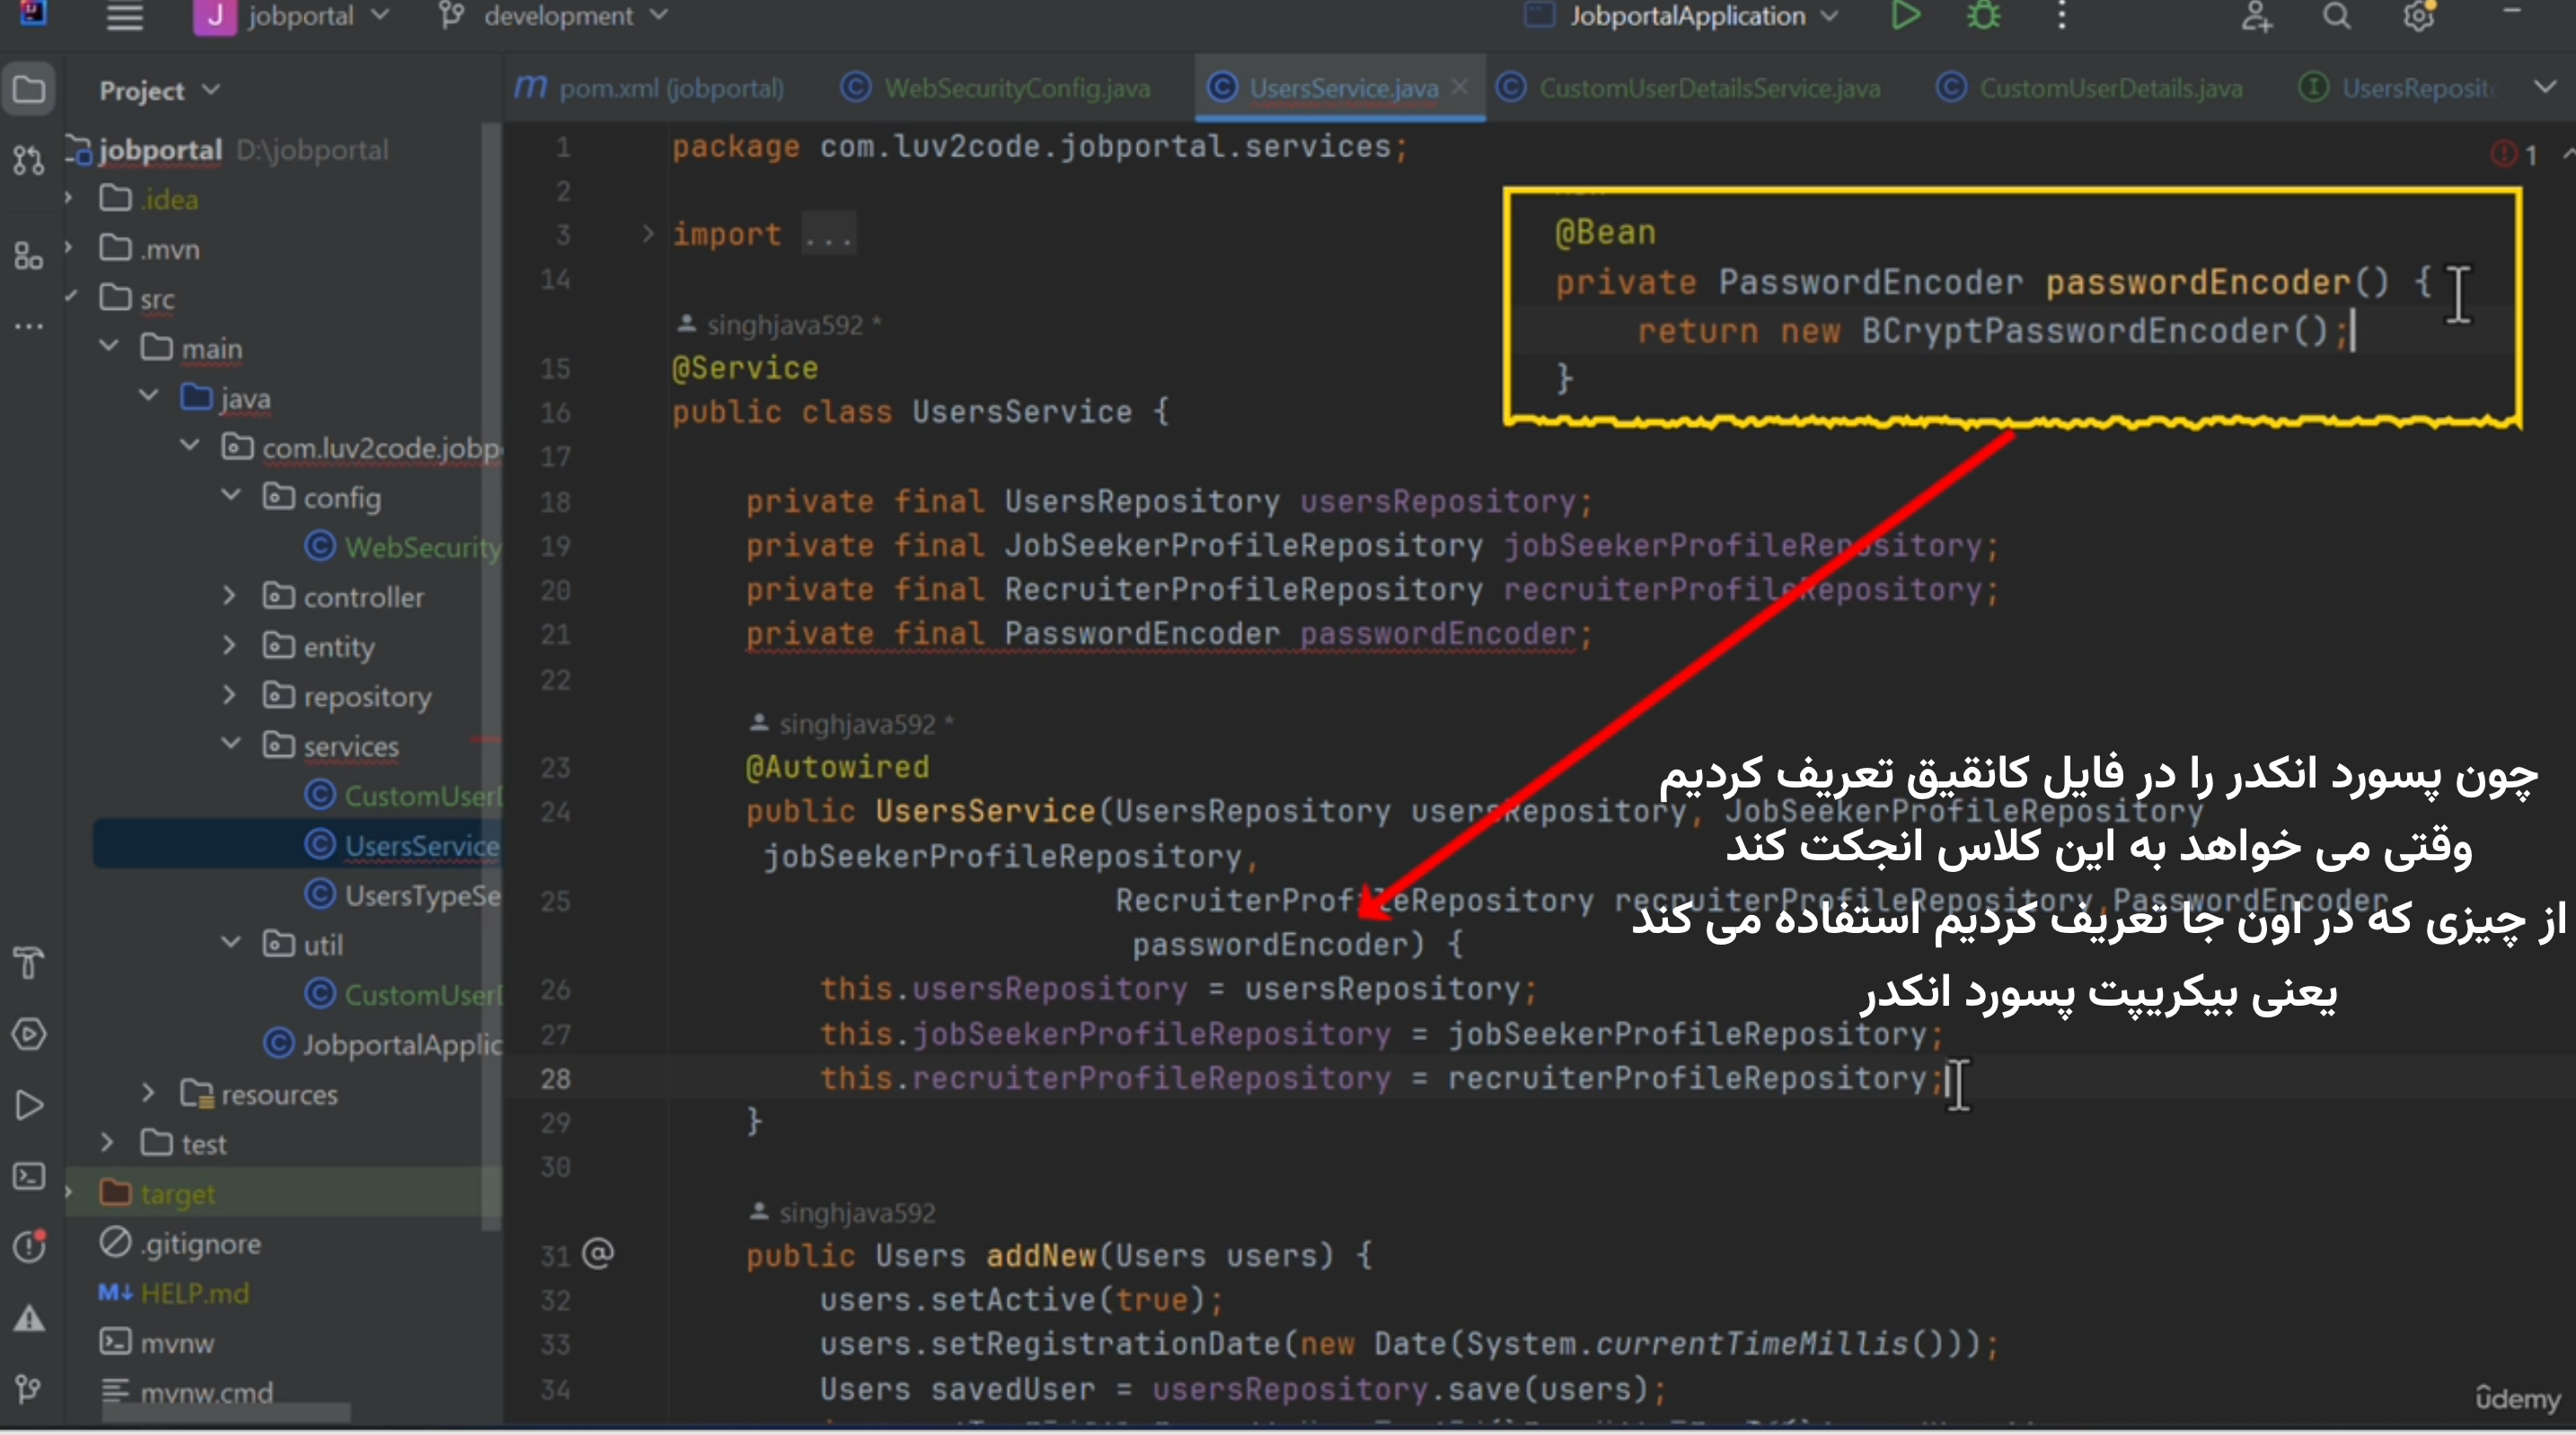 jobportal
development
JobportalApplication
Project
pom.xml (jobportal)
WebSecurityConfig.java
UsersService.java
CustomUserDetailsService.java
CustomUserDetails.java
jobportal D:\jobportal
.idea
.mvn
src
main
java
com.luv2code.jobp
config
WebSecurity
controller
entity
repository
services
CustomUser
UsersService
UsersTypeSe
util
CustomUser
JobportalApplic
resources
test
target
.gitignore
M↓ HELP.md
mvnw
mvnw.cmd
1 package com.luv2code.jobportal.services;
2
3 import ...
14
singhjava592 *
15 @Service
16 public class UsersService {
17
18 private final UsersRepository usersRepository;
19 private final JobSeekerProfileRepository jobSeekerProfileRepository;
20 private final RecruiterProfileRepository recruiterProfileRepository;
21 private final PasswordEncoder passwordEncoder;
22
singhjava592 *
23 @Autowired
24 public UsersService(UsersRepository usersRepository, JobSeekerProfileRepository
jobSeekerProfileRepository,
25 RecruiterProfileRepository recruiterProfileRepository,PasswordEncoder
passwordEncoder) {
26 this.usersRepository = usersRepository;
27 this.jobSeekerProfileRepository = jobSeekerProfileRepository;
28 this.recruiterProfileRepository = recruiterProfileRepository;
29 }
30
singhjava592
31 public Users addNew(Users users) {
32 users.setActive(true);
33 users.setRegistrationDate(new Date(System.currentTimeMillis()));
34 Users savedUser = usersRepository.save(users);
1
@Bean
private PasswordEncoder passwordEncoder() {
return new BCryptPasswordEncoder();
}
چون پسورد انکدر را در فایل کانقیق تعریف کردیم
وقتی می خواهد به این کلاس انجکت کند
از چیزی که در اون جا تعریف کردیم استفاده می کند
یعنی بیکریپت پسورد انکدر
ûdemy